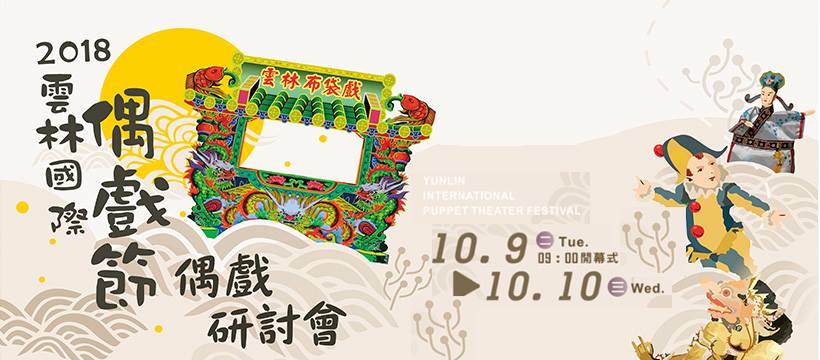 2018
雲林國際
偶戲節
偶戲
研討會
雲林布袋戲
YUNLIN
INTERNATIONAL
PUPPET THEATER FESTIVAL
10.9 二 Tue.
09:00開幕式
▶10.10 三 Wed.